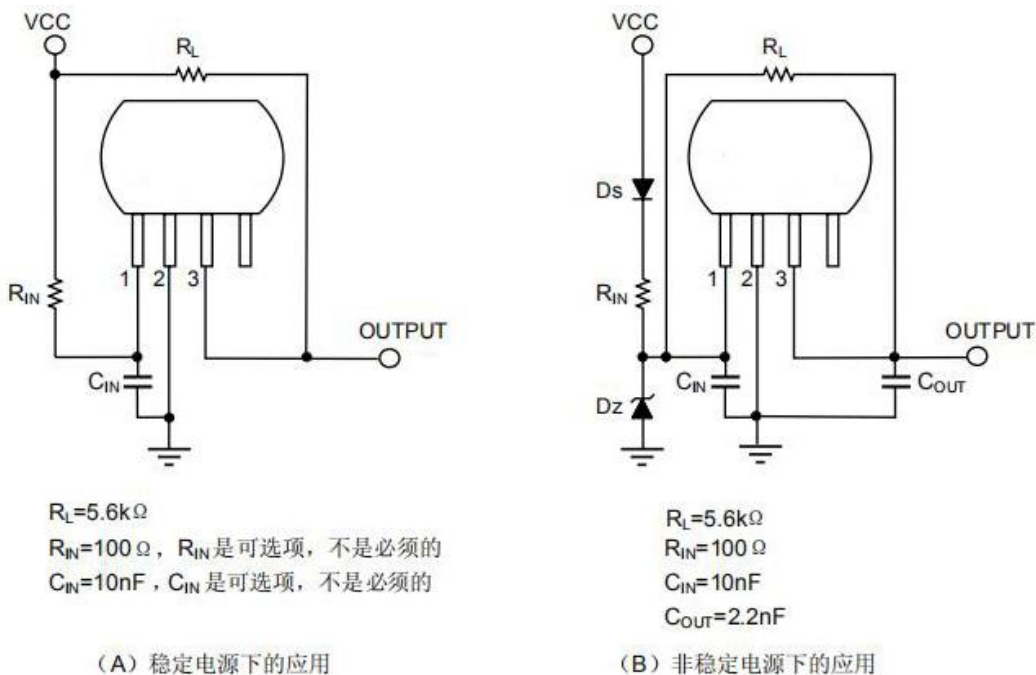 VCC
RL
1 2 3
RIN
CIN
OUTPUT
RL=5.6kΩ
RIN=100Ω，RIN是可选项，不是必须的
CIN=10nF，CIN是可选项，不是必须的
（A）稳定电源下的应用
VCC
RL
Ds
1 2 3
RIN
CIN
OUTPUT
COUT
Dz
RL=5.6kΩ
RIN=100Ω
CIN=10nF
COUT=2.2nF
（B）非稳定电源下的应用